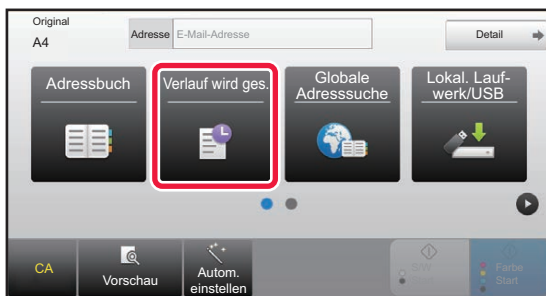 Original
A4
Adresse E-Mail-Adresse
Detail
Adressbuch
Verlauf wird ges.
Globale
Adresssuche
Lokal. Lauf-
werk/USB
CA
Vorschau
Autom.
einstellen
B/W
Start
Farbe
Start